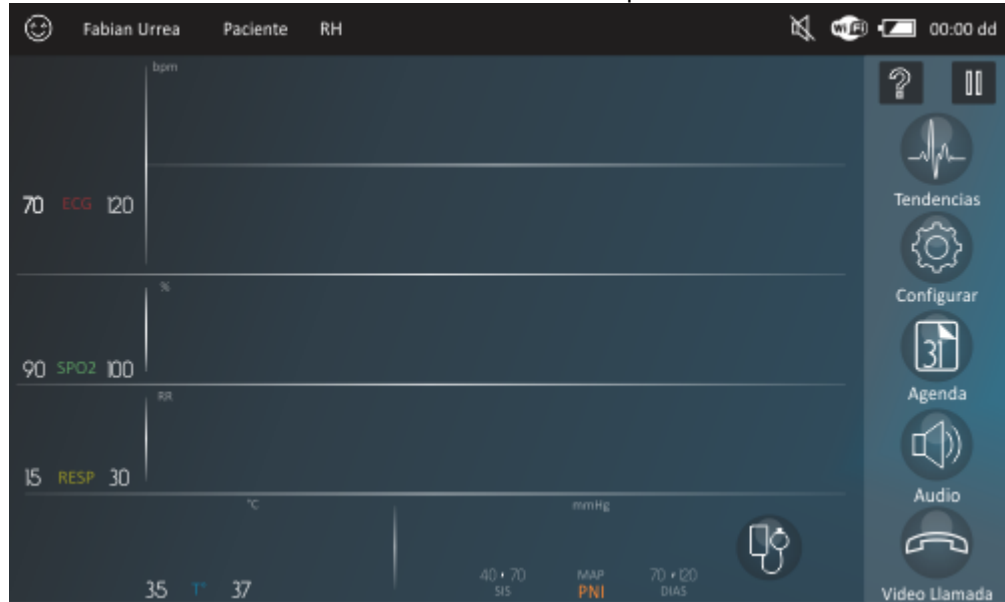 Fabian Urrea Paciente RH WiFi 00:00 dd
bpm
70 ECG 120
%
90 SPO2 100
RR
15 RESP 30
°C
35 T° 37
mmHg
40 • 70 MAP 70 • 120
SIS PNI DIAS
?
Tendencias
Configurar
31
Agenda
Audio
Video Llamada